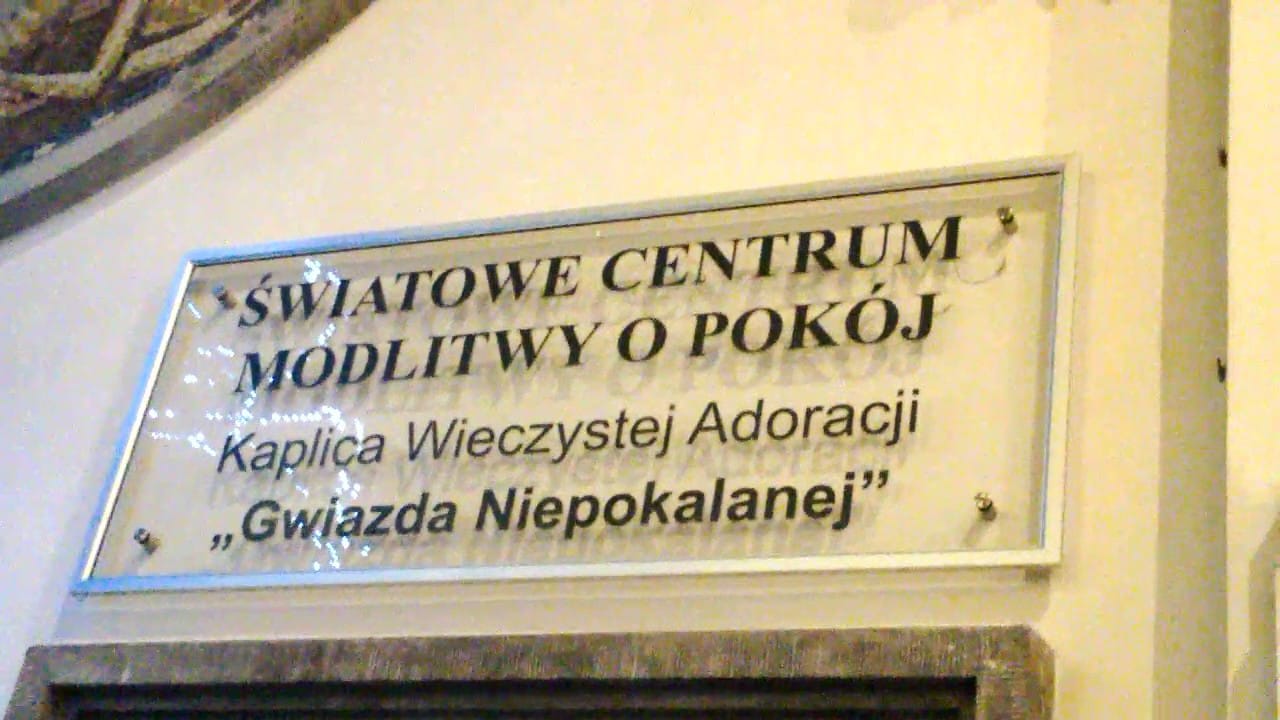 ŚWIATOWE CENTRUM
MODLITWY O POKÓJ
Kaplica Wieczystej Adoracji
„Gwiazda Niepokalanej”